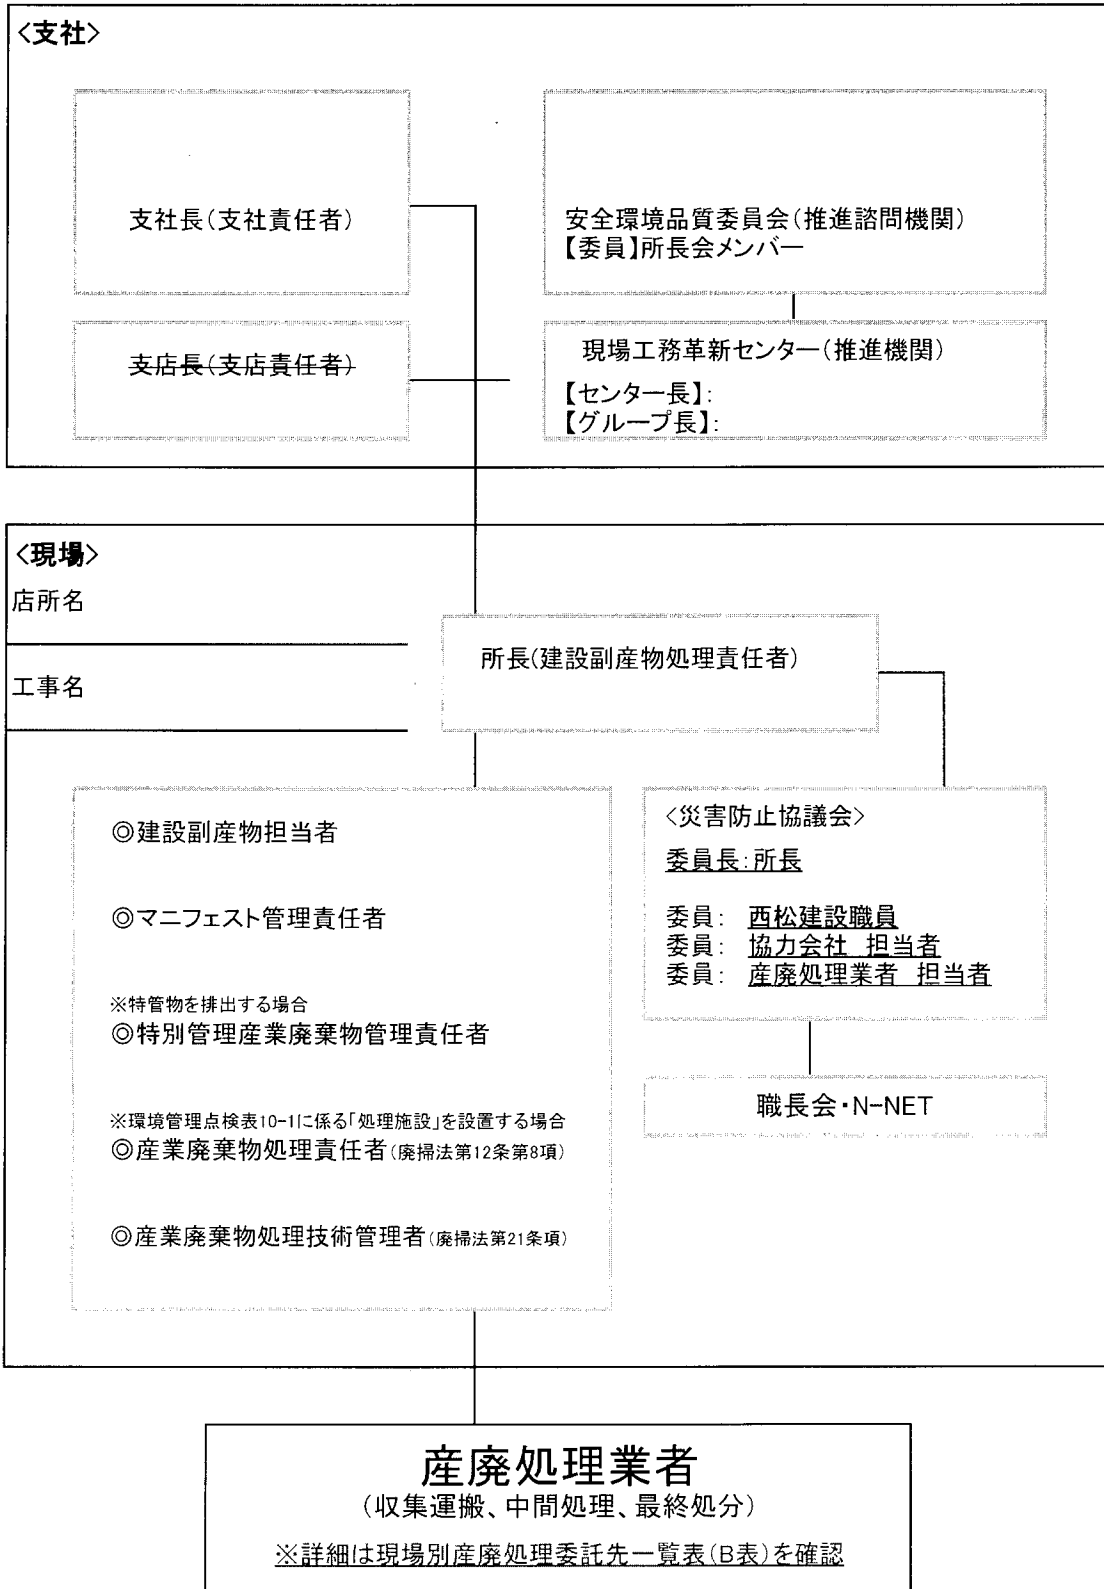 <支社>
支社長(支社責任者)
安全環境品質委員会(推進諮問機関)
【委員】所長会メンバー
支店長(支店責任者)
現場工務革新センター(推進機関)
【センター長】:
【グループ長】:
<現場>
店所名
工事名
所長(建設副産物処理責任者)
◎建設副産物担当者
◎マニフェスト管理責任者
※特管物を排出する場合
◎特別管理産業廃棄物管理責任者
※環境管理点検表10-1に係る「処理施設」を設置する場合
◎産業廃棄物処理責任者(廃掃法第12条第8項)
◎産業廃棄物処理技術管理者(廃掃法第21条項)
<災害防止協議会>
委員長:所長
委員: 西松建設職員
委員: 協力会社 担当者
委員: 産廃処理業者 担当者
職長会・N-NET
産廃処理業者
(収集運搬、中間処理、最終処分)
※詳細は現場別産廃処理委託先一覧表(B表)を確認